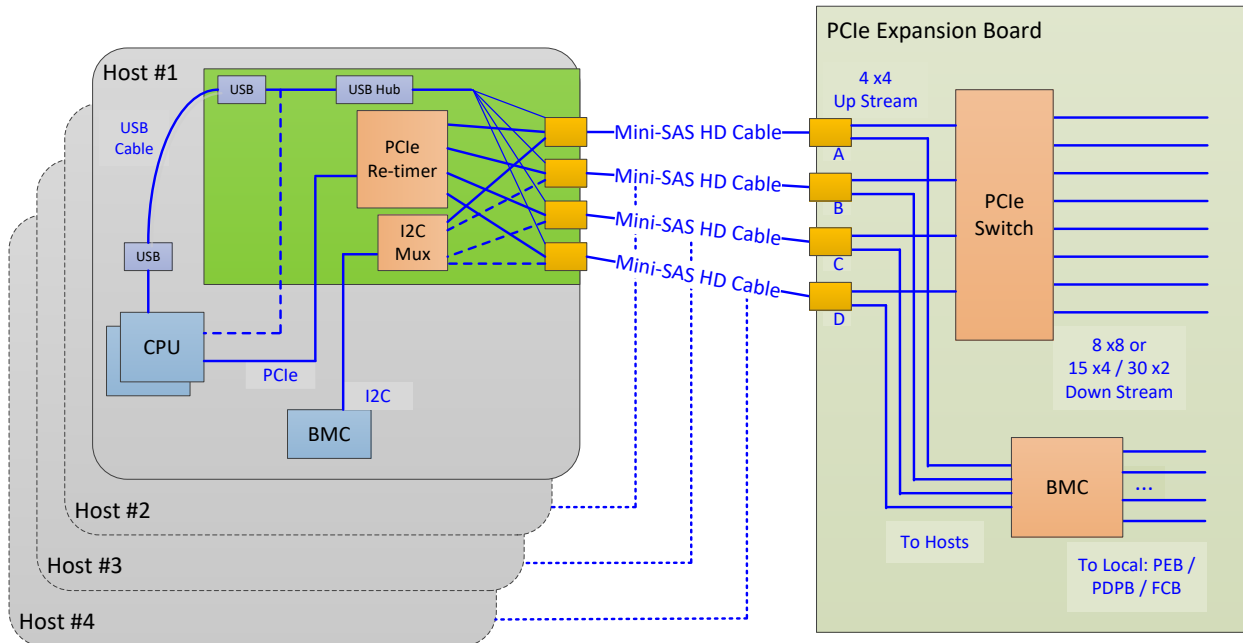 Host #1
USB
USB Hub
USB
Cable
PCIe
Re-timer
I2C
Mux
USB
CPU
PCIe
I2C
BMC
Host #2
Host #3
Host #4
Mini-SAS HD Cable
Mini-SAS HD Cable
Mini-SAS HD Cable
Mini-SAS HD Cable
PCIe Expansion Board
4 x4
Up Stream
A
B
C
D
PCIe
Switch
8 x8 or
15 x4 / 30 x2
Down Stream
BMC
...
To Hosts
To Local: PEB /
PDPB / FCB